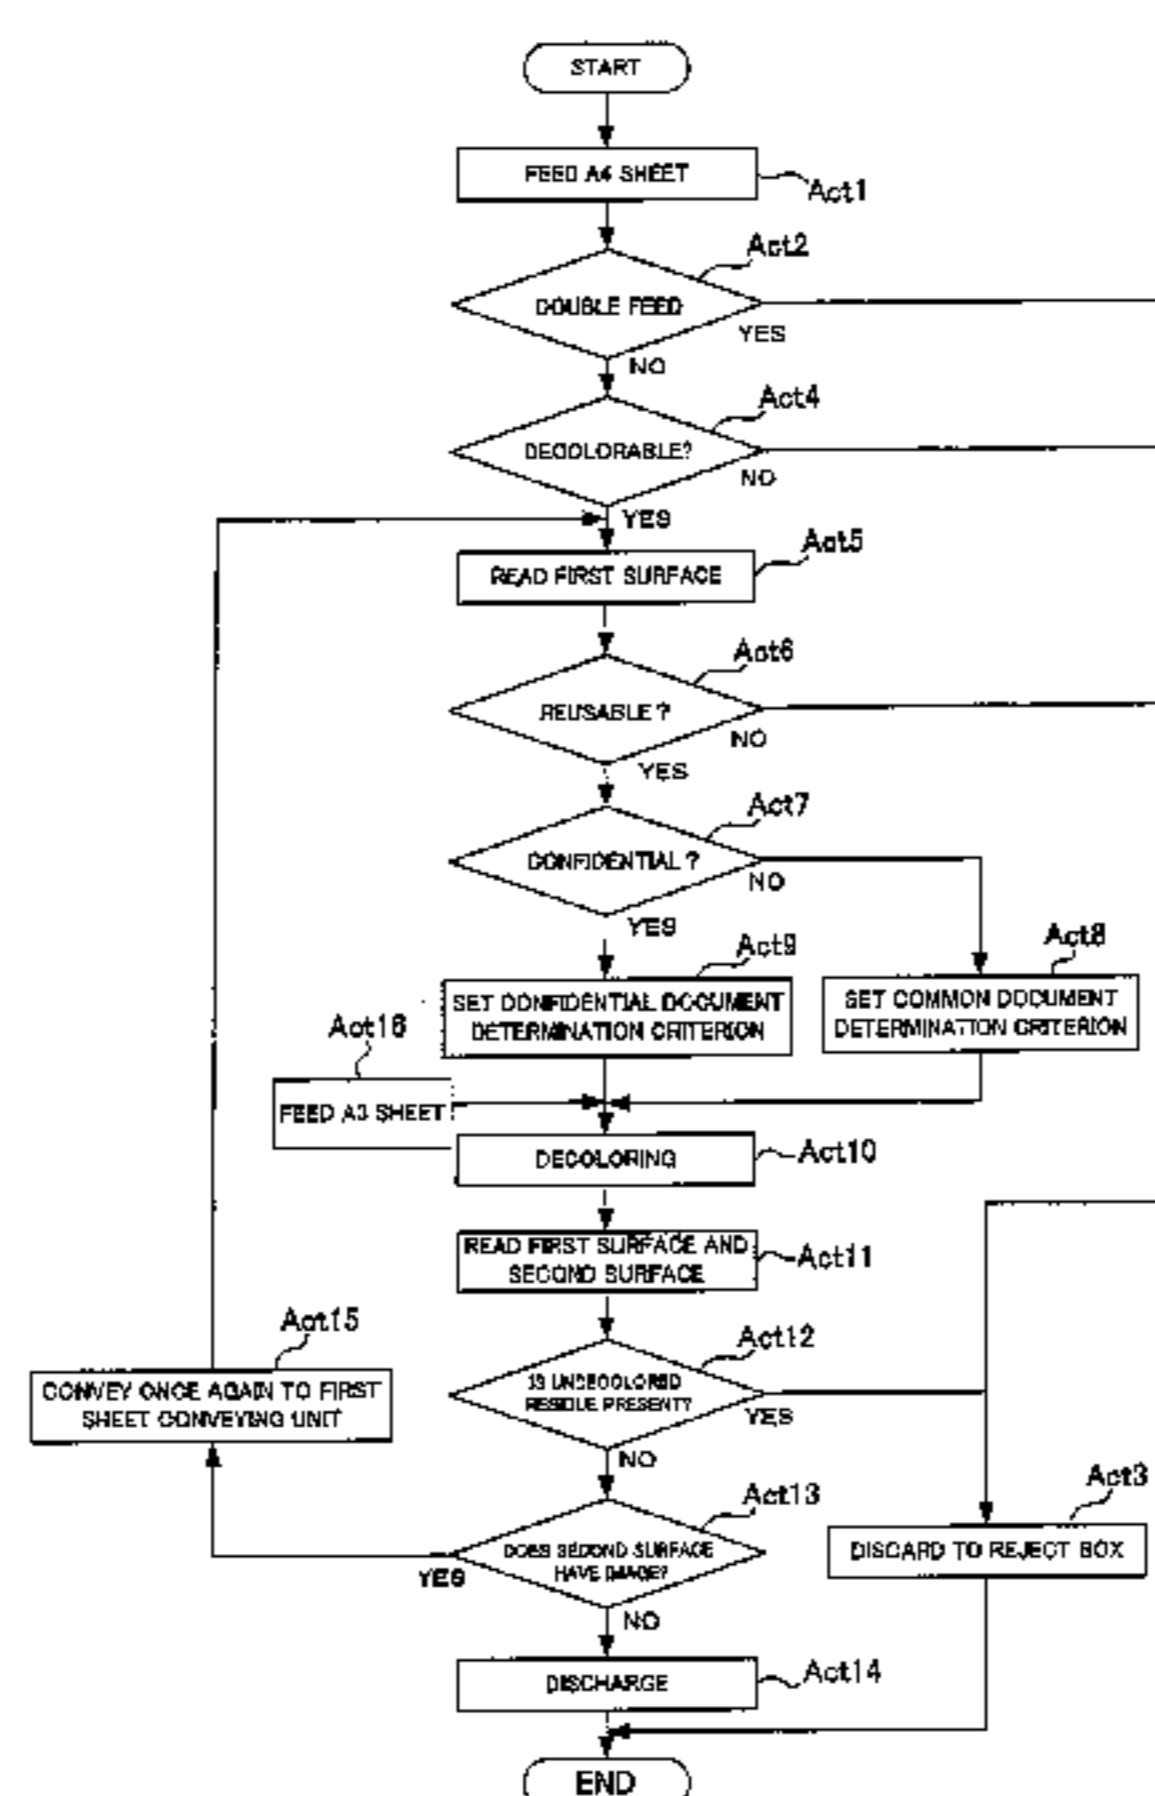 START
FEED A4 SHEET
Act1
Act2
DOUBLE FEED
YES
NO
Act4
DECOLORABLE?
NO
YES
Act5
READ FIRST SURFACE
Act6
REUSABLE ?
NO
YES
Act7
CONFIDENTIAL ?
NO
YES
Act9
Act8
SET CONFIDENTIAL DOCUMENT
DETERMINATION CRITERION
SET COMMON DOCUMENT
DETERMINATION CRITERION
Act16
FEED A3 SHEET
DECOLORING
Act10
READ FIRST SURFACE AND
SECOND SURFACE
Act11
Act15
CONVEY ONCE AGAIN TO FIRST
SHEET CONVEYING UNIT
Act12
IS UNDECOLORED
RESIDUE PRESENT?
YES
NO
Act13
DOES SECOND SURFACE
HAVE IMAGE?
YES
NO
Act3
DISCARD TO REJECT BOX
DISCHARGE
Act14
END